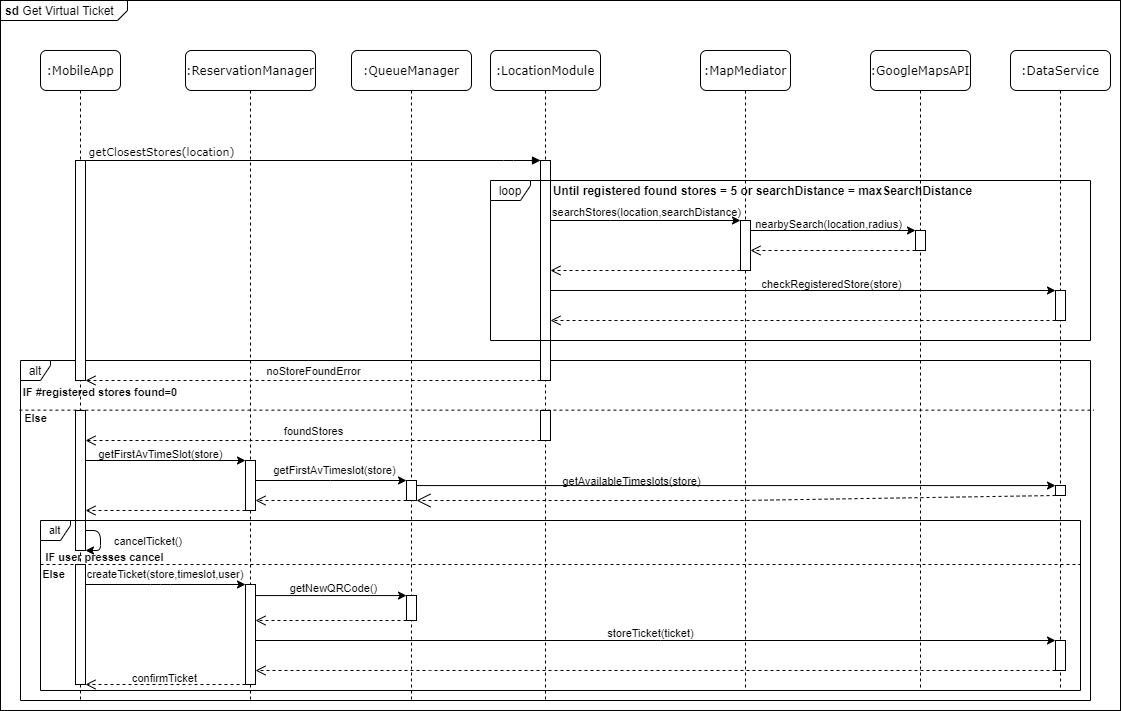 sd Get Virtual Ticket
:MobileApp
:ReservationManager
:QueueManager
:LocationModule
:MapMediator
:GoogleMapsAPI
:DataService
getClosestStores(location)
loop
Until registered found stores = 5 or searchDistance = maxSearchDistance
searchStores(location,searchDistance)
nearbySearch(location,radius)
checkRegisteredStore(store)
alt
noStoreFoundError
IF #registered stores found=0
Else
foundStores
getFirstAvTimeSlot(store)
getFirstAvTimeslot(store)
getAvailableTimeslots(store)
alt
cancelTicket()
IF user presses cancel
Else
createTicket(store,timeslot,user)
getNewQRCode()
storeTicket(ticket)
confirmTicket